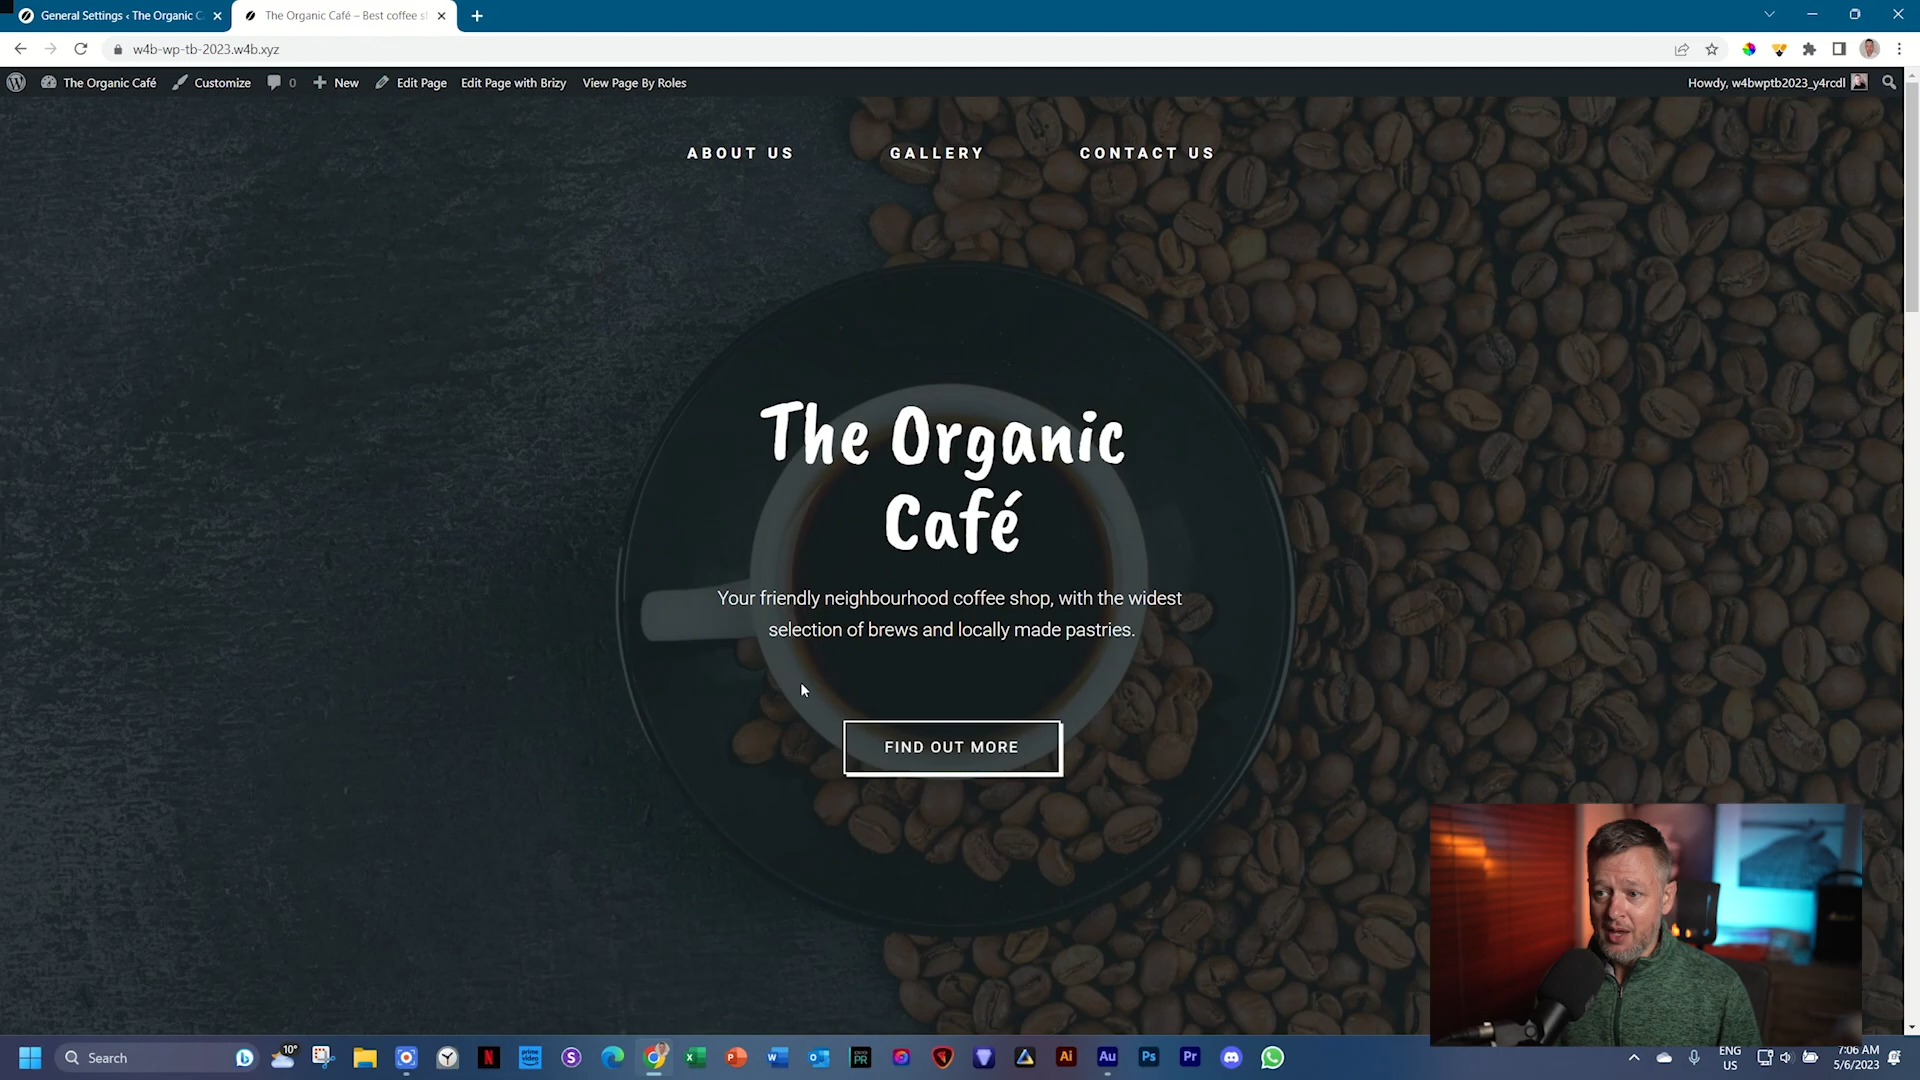 General Settings ‹ The Organic C
The Organic Café – Best coffee s
w4b-wp-tb-2023.w4b.xyz
The Organic Café
Customize
0
New
Edit Page
Edit Page with Brizy
View Page By Roles
Howdy, w4bwptb2023_y4rcdl
ABOUT US
GALLERY
CONTACT US
The Organic
Café
Your friendly neighbourhood coffee shop, with the widest
selection of brews and locally made pastries.
FIND OUT MORE
Search
10°
ENG
US
7:06 AM
5/6/2023